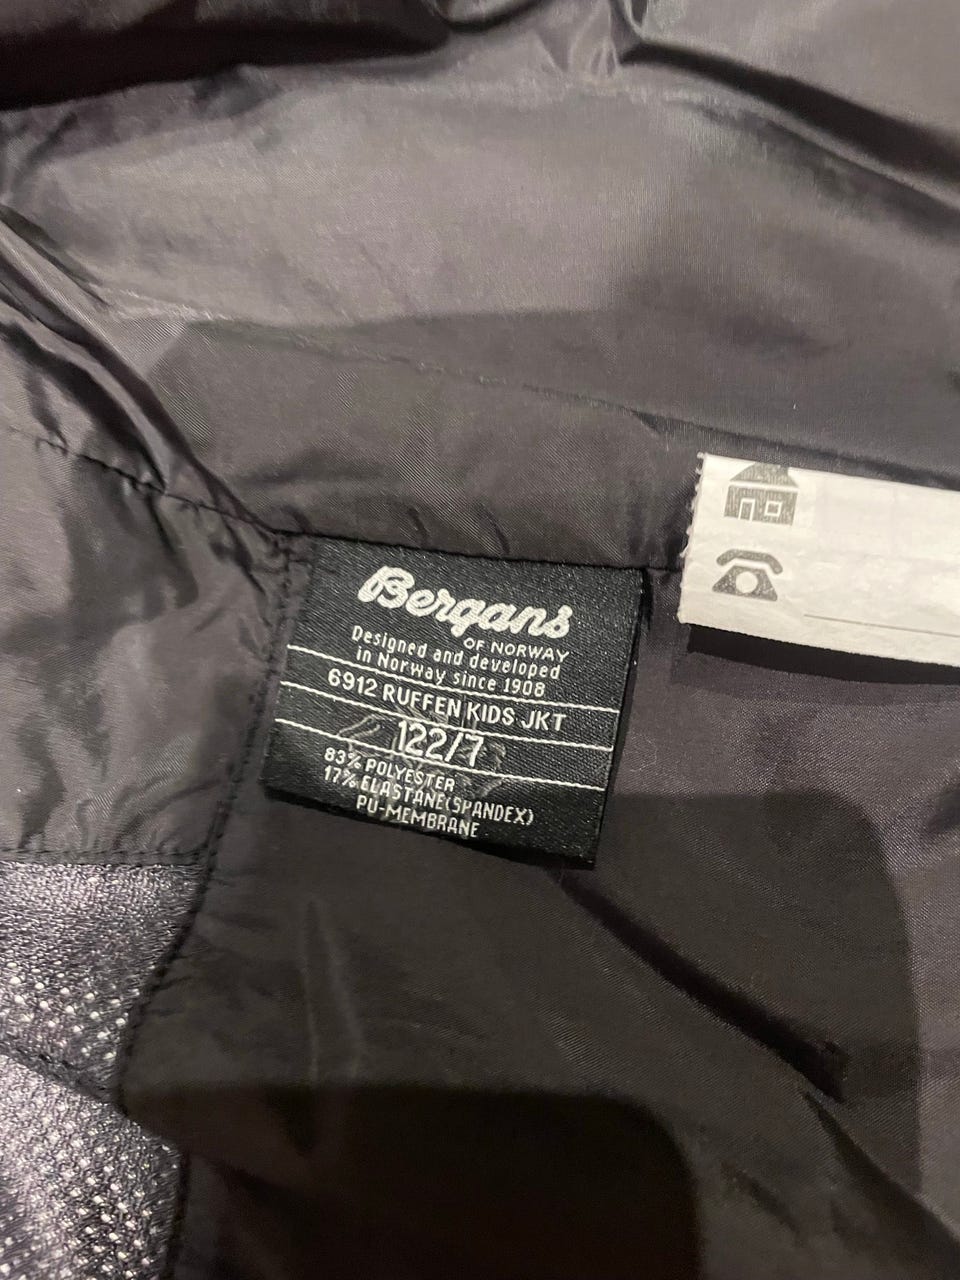 Bergans
OF NORWAY
Designed and developed
in Norway since 1908
6912 RUFFEN KIDS JKT
122/7
83% POLYESTER
17% ELASTANE(SPANDEX)
PU-MEMBRANE